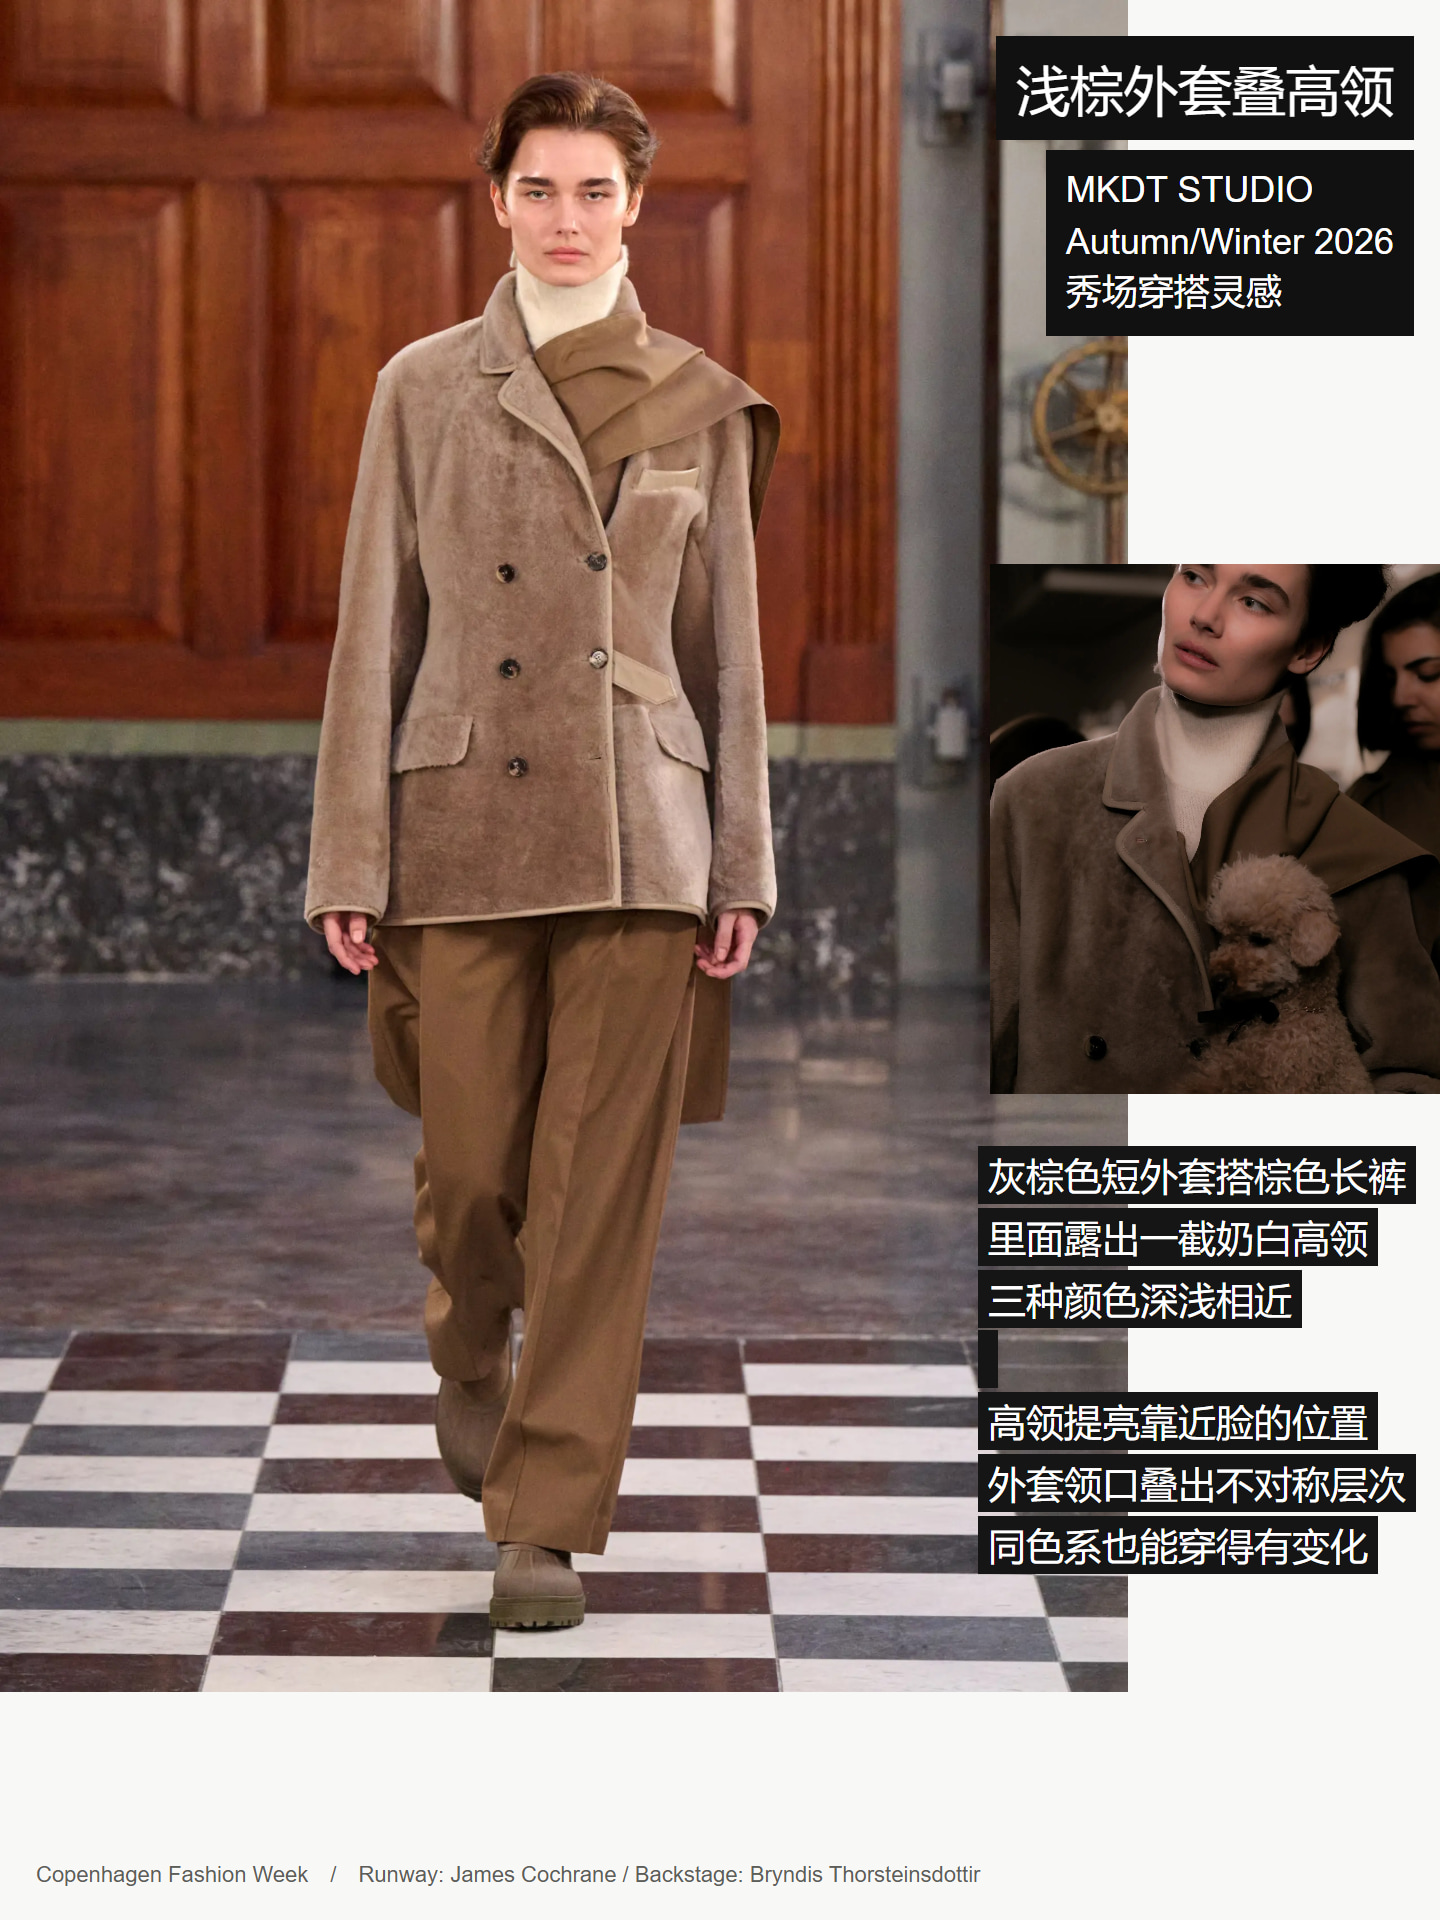 浅棕外套叠高领
MKDT STUDIO
Autumn/Winter 2026
秀场穿搭灵感
灰棕色短外套搭棕色长裤
里面露出一截奶白高领
三种颜色深浅相近
高领提亮靠近脸的位置
外套领口叠出不对称层次
同色系也能穿得有变化
Copenhagen Fashion Week / Runway: James Cochrane / Backstage: Bryndis Thorsteinsdottir